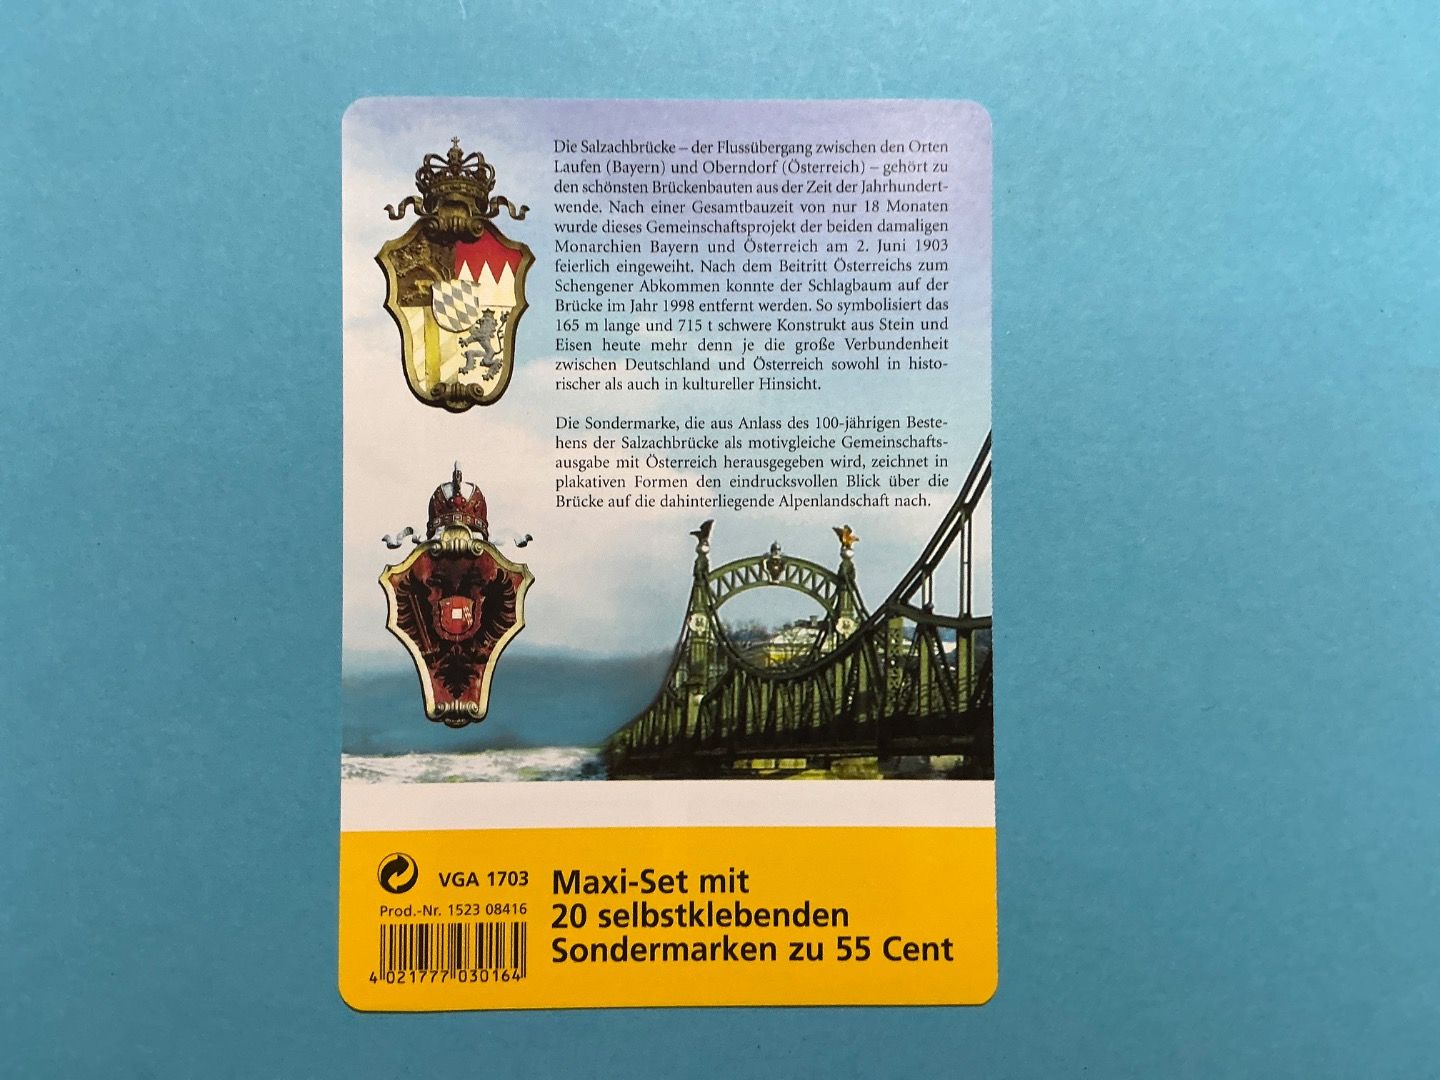 Die Salzachbrücke – der Flussübergang zwischen den Orten
Laufen (Bayern) und Oberndorf (Österreich) – gehört zu
den schönsten Brückenbauten aus der Zeit der Jahrhundert-
wende. Nach einer Gesamtbauzeit von nur 18 Monaten
wurde dieses Gemeinschaftsprojekt der beiden damaligen
Monarchien Bayern und Österreich am 2. Juni 1903
feierlich eingeweiht. Nach dem Beitritt Österreichs zum
Schengener Abkommen konnte der Schlagbaum auf der
Brücke im Jahr 1998 entfernt werden. So symbolisiert das
165 m lange und 715 t schwere Konstrukt aus Stein und
Eisen heute mehr denn je die große Verbundenheit
zwischen Deutschland und Österreich sowohl in histo-
rischer als auch in kultureller Hinsicht.
Die Sondermarke, die aus Anlass des 100-jährigen Beste-
hens der Salzachbrücke als motivgleiche Gemeinschafts-
ausgabe mit Österreich herausgegeben wird, zeichnet in
plakativen Formen den eindrucksvollen Blick über die
Brücke auf die dahinterliegende Alpenlandschaft nach.
VGA 1703
Prod.-Nr. 1523 08416
4 021777 030164
Maxi-Set mit
20 selbstklebenden
Sondermarken zu 55 Cent